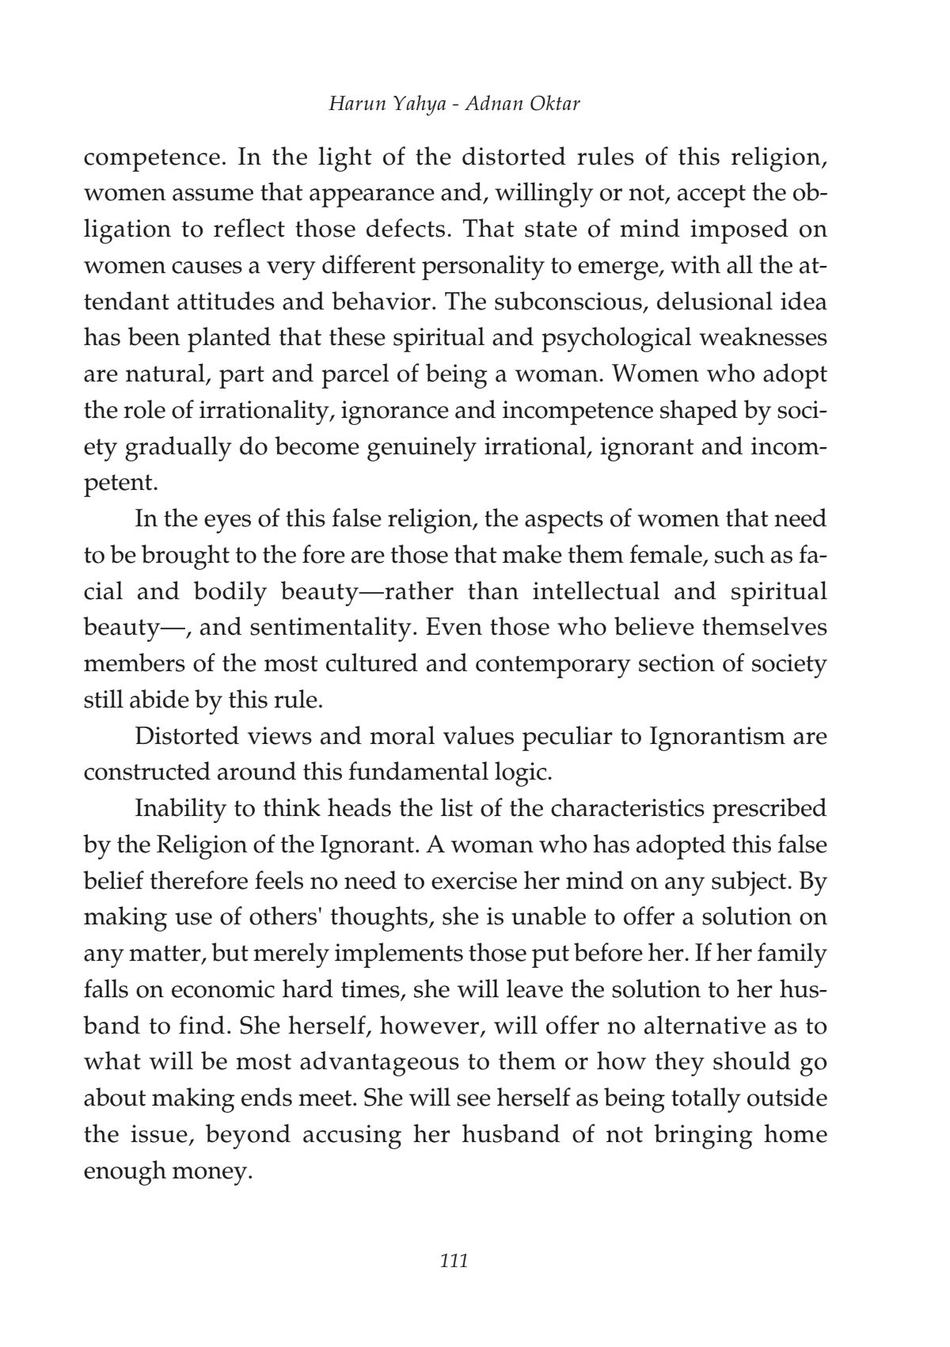 Harun Yahya - Adnan Oktar
competence. In the light of the distorted rules of this religion,
women assume that appearance and, willingly or not, accept the ob-
ligation to reflect those defects. That state of mind imposed on
women causes a very different personality to emerge, with all the at-
tendant attitudes and behavior. The subconscious, delusional idea
has been planted that these spiritual and psychological weaknesses
are natural, part and parcel of being a woman. Women who adopt
the role of irrationality, ignorance and incompetence shaped by soci-
ety gradually do become genuinely irrational, ignorant and incom-
petent.
In the eyes of this false religion, the aspects of women that need
to be brought to the fore are those that make them female, such as fa-
cial and bodily beauty—rather than intellectual and spiritual
beauty—, and sentimentality. Even those who believe themselves
members of the most cultured and contemporary section of society
still abide by this rule.
Distorted views and moral values peculiar to Ignorantism are
constructed around this fundamental logic.
Inability to think heads the list of the characteristics prescribed
by the Religion of the Ignorant. A woman who has adopted this false
belief therefore feels no need to exercise her mind on any subject. By
making use of others' thoughts, she is unable to offer a solution on
any matter, but merely implements those put before her. If her family
falls on economic hard times, she will leave the solution to her hus-
band to find. She herself, however, will offer no alternative as to
what will be most advantageous to them or how they should go
about making ends meet. She will see herself as being totally outside
the issue, beyond accusing her husband of not bringing home
enough money.
111